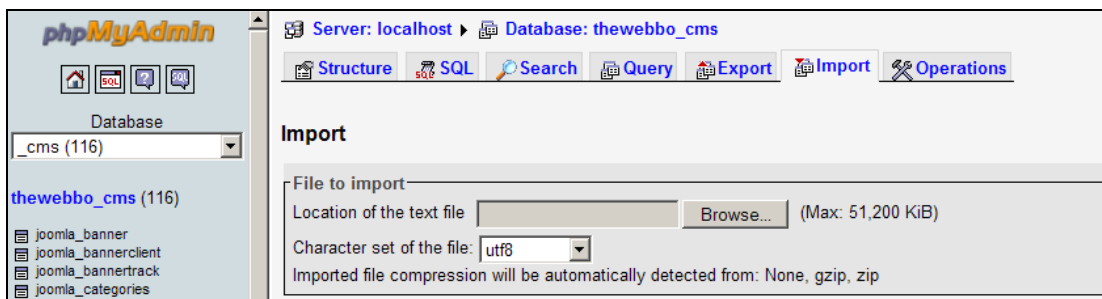 phpMyAdmin
SQL ? SQL
Database
_cms (116)
thewebbo_cms (116)
joomla_banner
joomla_bannerclient
joomla_bannertrack
joomla_categories
Server: localhost Database: thewebbo_cms
Structure SQL Search Query Export Import Operations
Import
File to import
Location of the text file Browse... (Max: 51,200 KiB)
Character set of the file: utf8
Imported file compression will be automatically detected from: None, gzip, zip